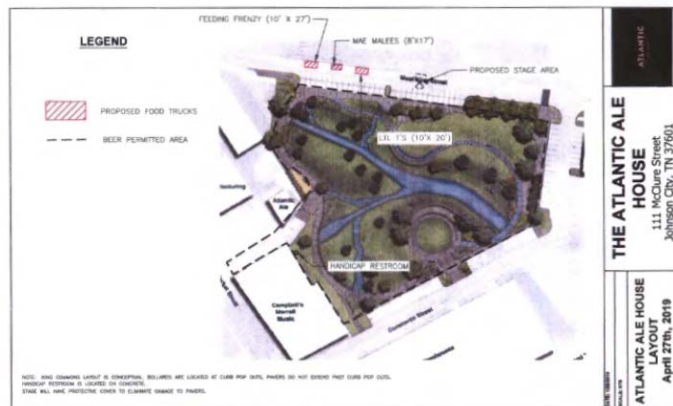 FEEDING FRENZY (10' X 27')
LEGEND
MAE MALEES (8'X17')
PROPOSED STAGE AREA
PROPOSED FOOD TRUCKS
BEER PERMITTED AREA
LIL T'S (10'X 20')
Atlantic
Ale
HANDICAP RESTROOM
Campbell's
Morrell
Music
Commerce Street
NOTE: KING COMMONS LAYOUT IS CONCEPTUAL. BOLLARDS ARE LOCATED AT CURB POP OUTS, PAVERS DO NOT EXTEND PAST CURB POP OUTS.
HANDICAP RESTROOM IS LOCATED ON CONCRETE.
STAGE WILL HAVE PROTECTIVE COVER TO ELIMINATE DAMAGE TO PAVERS.
ATLANTIC
THE ATLANTIC ALE
HOUSE
111 McClure Street
Johnson City, TN 37601
ATLANTIC ALE HOUSE
LAYOUT
April 27th, 2019